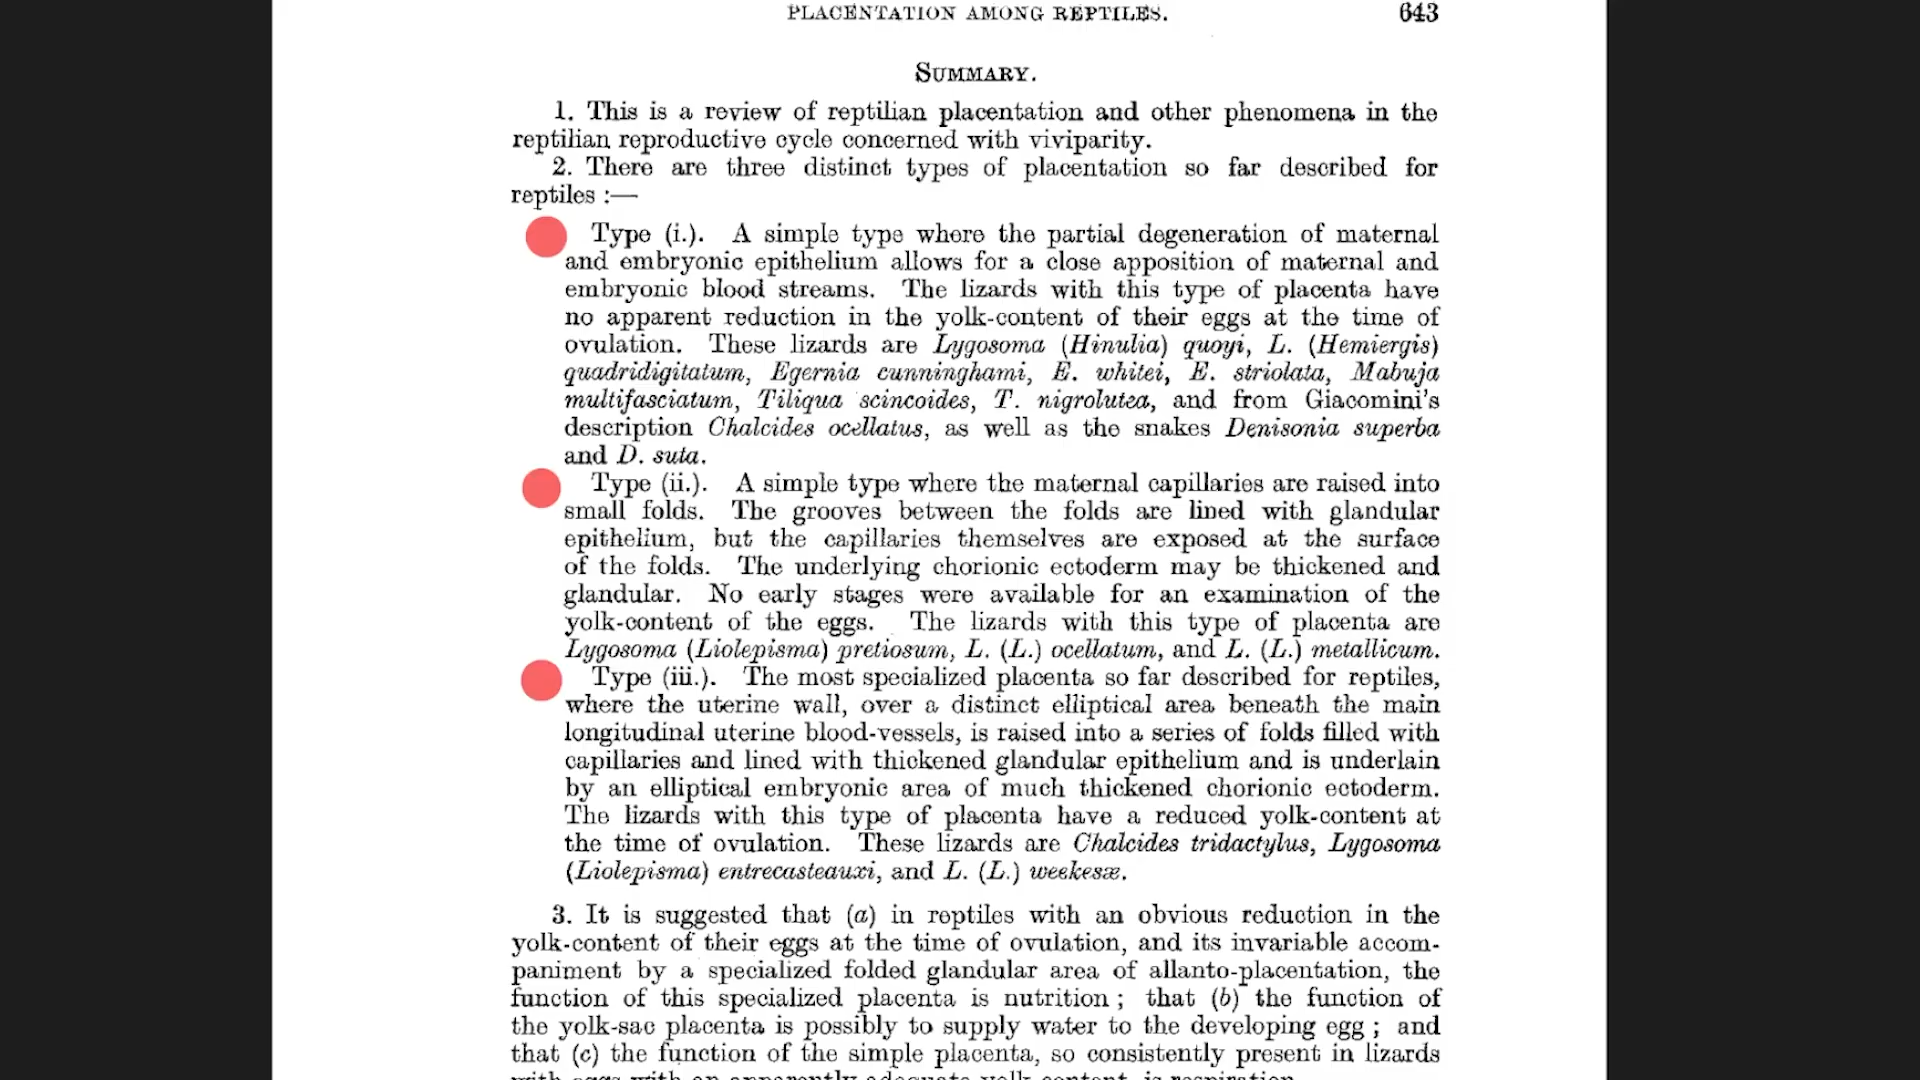 PLACENTATION AMONG REPTILES. 643
SUMMARY.
1. This is a review of reptilian placentation and other phenomena in the
reptilian reproductive cycle concerned with viviparity.
2. There are three distinct types of placentation so far described for
reptiles :—
Type (i.). A simple type where the partial degeneration of maternal
and embryonic epithelium allows for a close apposition of maternal and
embryonic blood streams. The lizards with this type of placenta have
no apparent reduction in the yolk-content of their eggs at the time of
ovulation. These lizards are Lygosoma (Hinulia) quoyi, L. (Hemiergis)
quadridigitatum, Egernia cunninghami, E. whitei, E. striolata, Mabuja
multifasciatum, Tiliqua scincoides, T. nigrolutea, and from Giacomini's
description Chalcides ocellatus, as well as the snakes Denisonia superba
and D. suta.
Type (ii.). A simple type where the maternal capillaries are raised into
small folds. The grooves between the folds are lined with glandular
epithelium, but the capillaries themselves are exposed at the surface
of the folds. The underlying chorionic ectoderm may be thickened and
glandular. No early stages were available for an examination of the
yolk-content of the eggs. The lizards with this type of placenta are
Lygosoma (Liolepisma) pretiosum, L. (L.) ocellatum, and L. (L.) metallicum.
Type (iii.). The most specialized placenta so far described for reptiles,
where the uterine wall, over a distinct elliptical area beneath the main
longitudinal uterine blood-vessels, is raised into a series of folds filled with
capillaries and lined with thickened glandular epithelium and is underlain
by an elliptical embryonic area of much thickened chorionic ectoderm.
The lizards with this type of placenta have a reduced yolk-content at
the time of ovulation. These lizards are Chalcides tridactylus, Lygosoma
(Liolepisma) entrecasteauxi, and L. (L.) weekesæ.
3. It is suggested that (a) in reptiles with an obvious reduction in the
yolk-content of their eggs at the time of ovulation, and its invariable accom-
paniment by a specialized folded glandular area of allanto-placentation, the
function of this specialized placenta is nutrition ; that (b) the function of
the yolk-sac placenta is possibly to supply water to the developing egg ; and
that (c) the function of the simple placenta, so consistently present in lizards
with eggs with an apparently adequate yolk-content, is respiration.